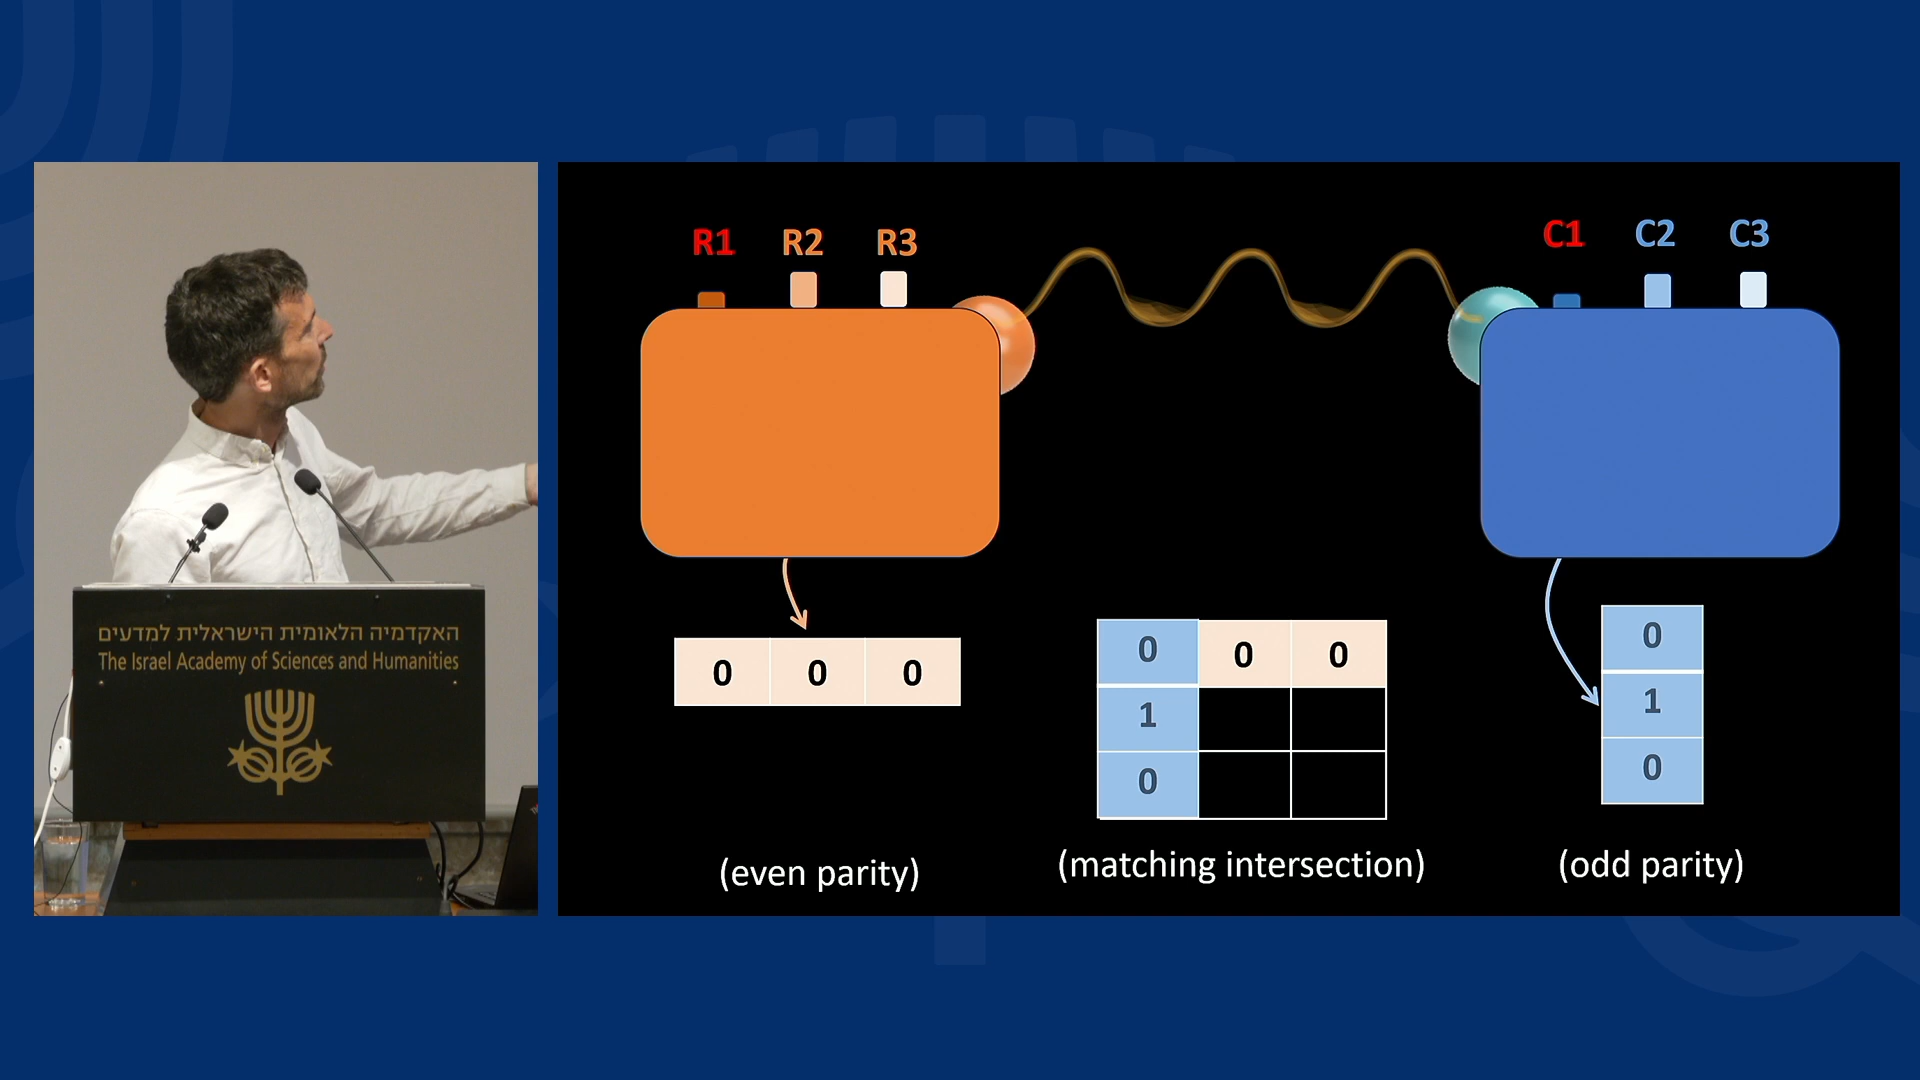 האקדמיה הלאומית הישראלית למדעים
The Israel Academy of Sciences and Humanities
R1 R2 R3
C1 C2 C3
0 0 0
(even parity)
0 0 0
1
0
(matching intersection)
0
1
0
(odd parity)